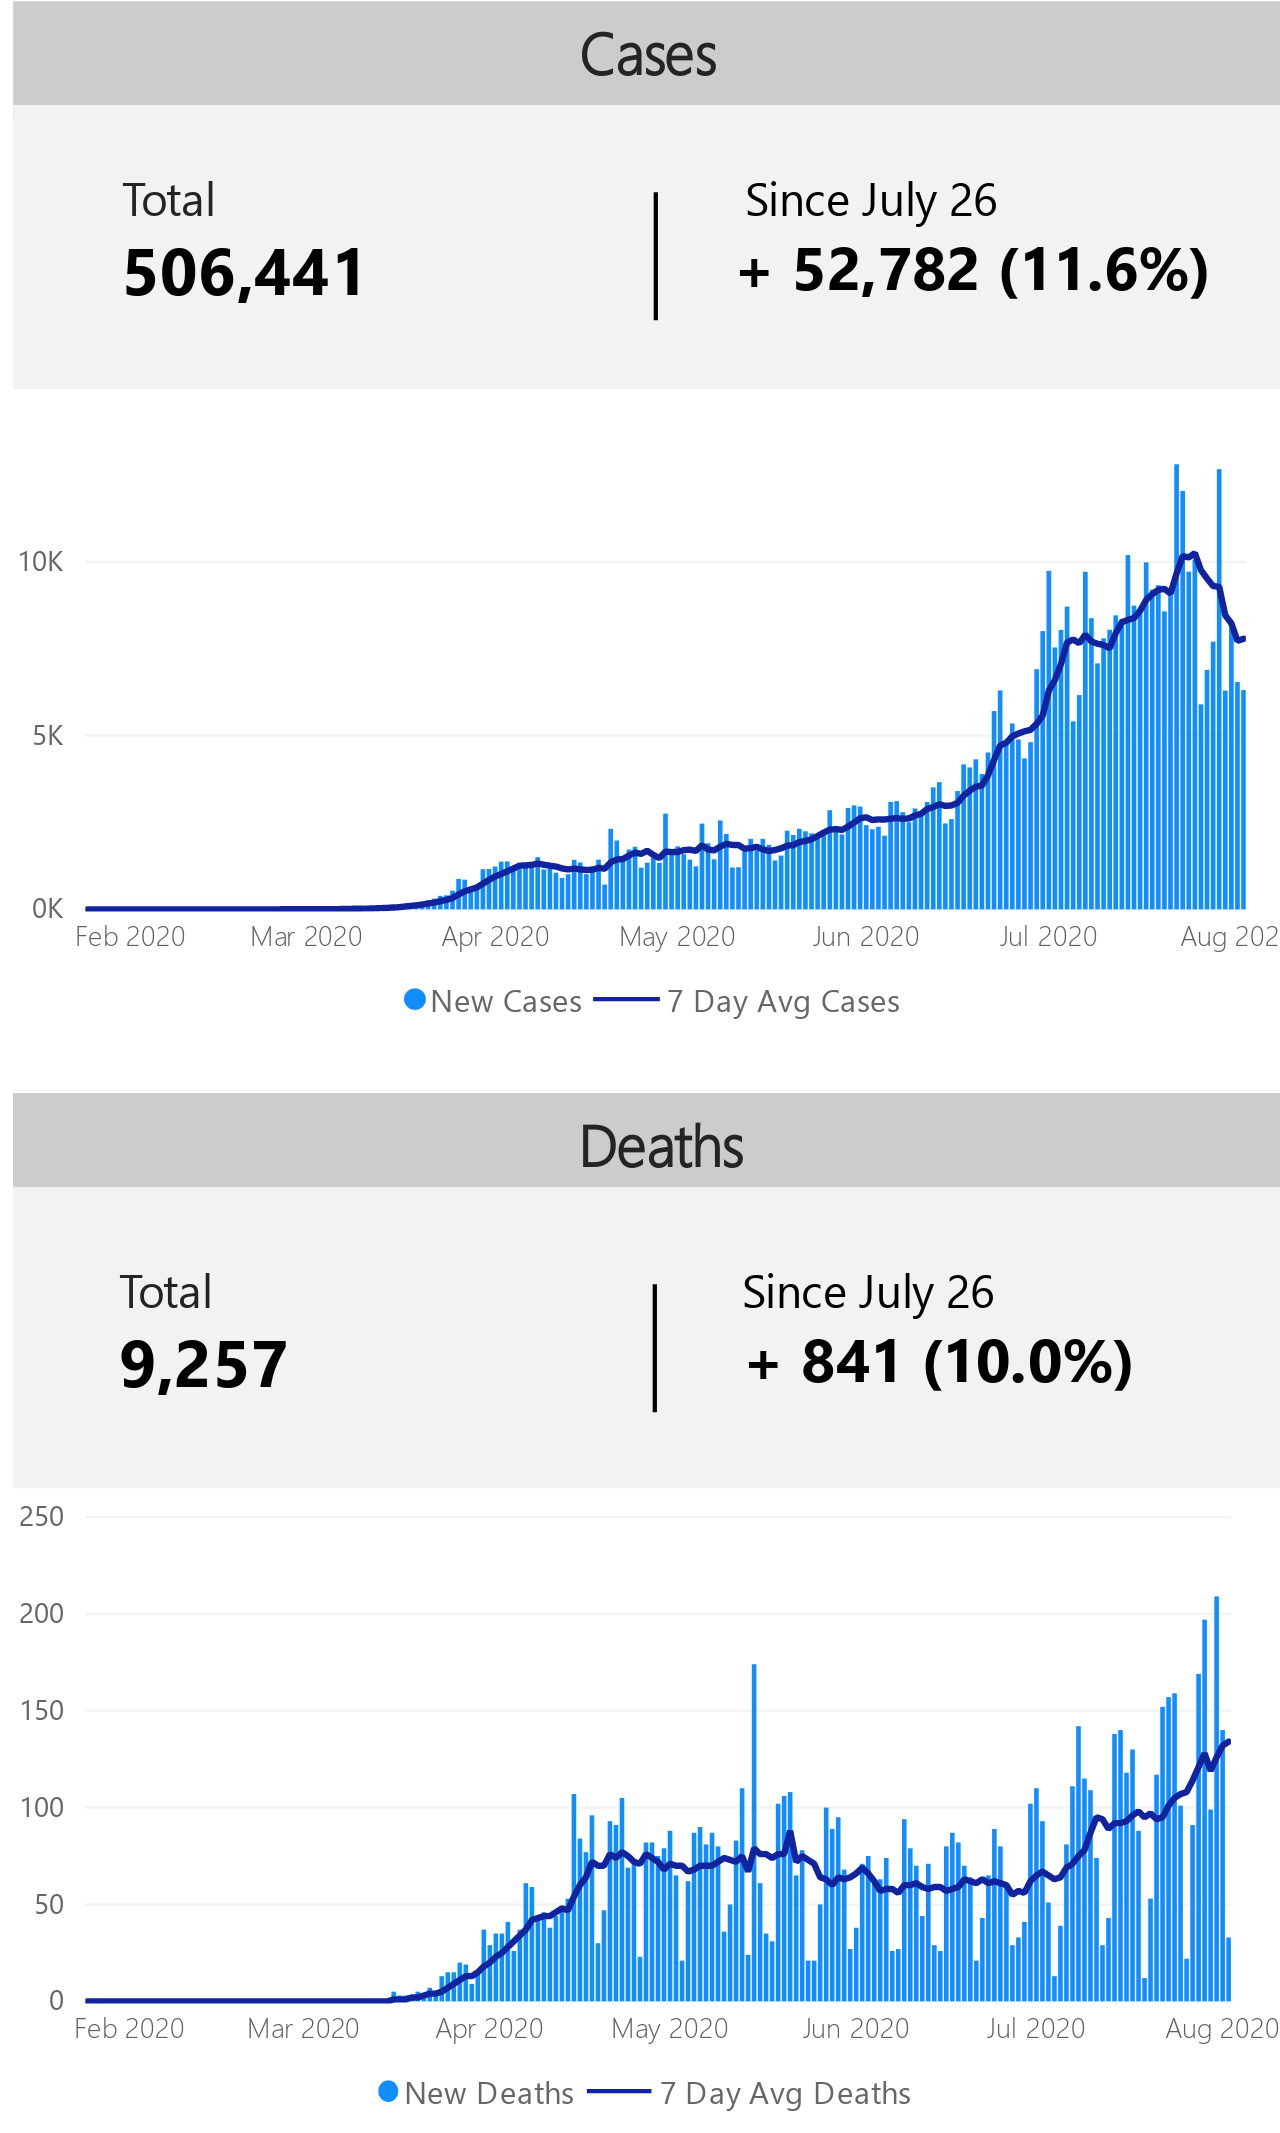 Cases
Total
Since July 26
506,441
+ 52,782 (11.6%)
10K
5K
0K
Feb 2020 Mar 2020 Apr 2020 May 2020 Jun 2020 Jul 2020 Aug 202
New Cases 7 Day Avg Cases
Deaths
Total
Since July 26
9,257
+ 841 (10.0%)
250
200
150
100
50
0
Feb 2020 Mar 2020 Apr 2020 May 2020 Jun 2020 Jul 2020 Aug 2020
New Deaths 7 Day Avg Deaths